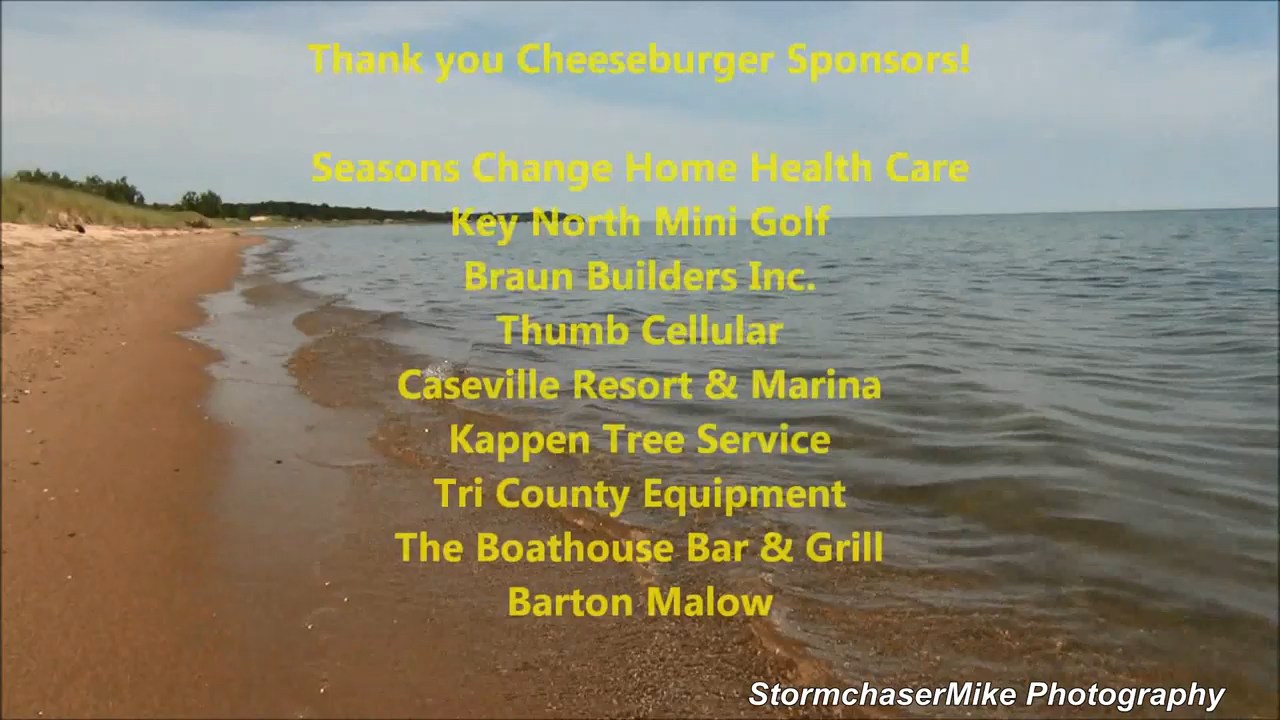 Thank you Cheeseburger Sponsors!
Seasons Change Home Health Care
Key North Mini Golf
Braun Builders Inc.
Thumb Cellular
Caseville Resort & Marina
Kappen Tree Service
Tri County Equipment
The Boathouse Bar & Grill
Barton Malow
StormchaserMike Photography